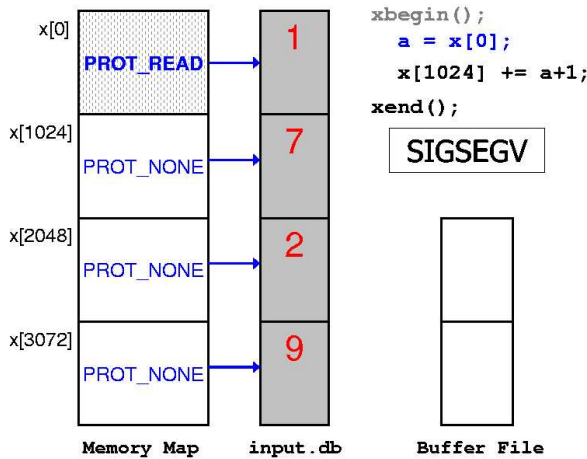 x[0]
PROT_READ
1
xbegin();
a = x[0];
x[1024] += a+1;
xend();
x[1024]
PROT_NONE
7
SIGSEGV
x[2048]
PROT_NONE
2
x[3072]
PROT_NONE
9
Memory Map
input.db
Buffer File